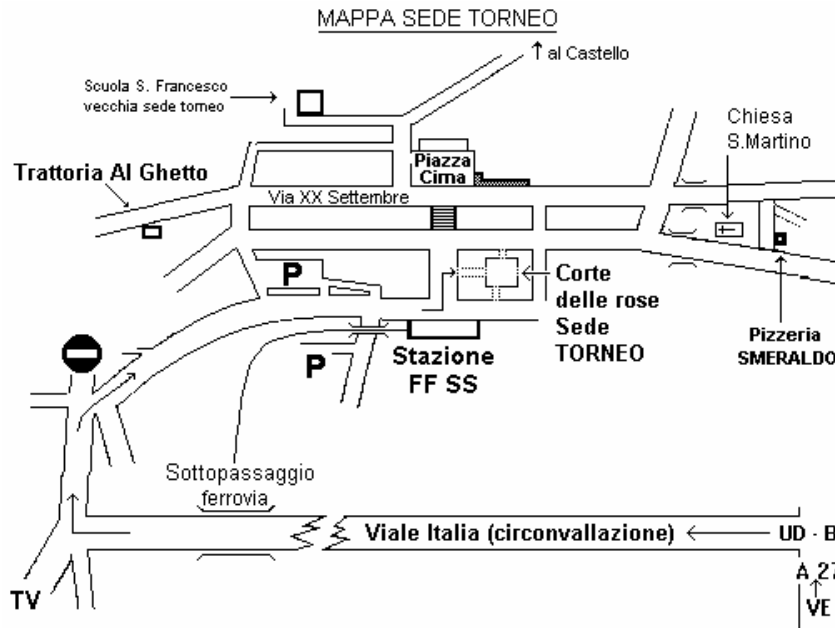 MAPPA SEDE TORNEO
al Castello
Scuola S. Francesco
vecchia sede torneo
Chiesa
S.Martino
Piazza
Cima
Trattoria Al Ghetto
Via XX Settembre
P
Corte
delle rose
Sede
TORNEO
Pizzeria
SMERALDO
Stazione
FF SS
P
Sottopassaggio
ferrovia
Viale Italia (circonvallazione)
UD - B
A 27
TV
VE